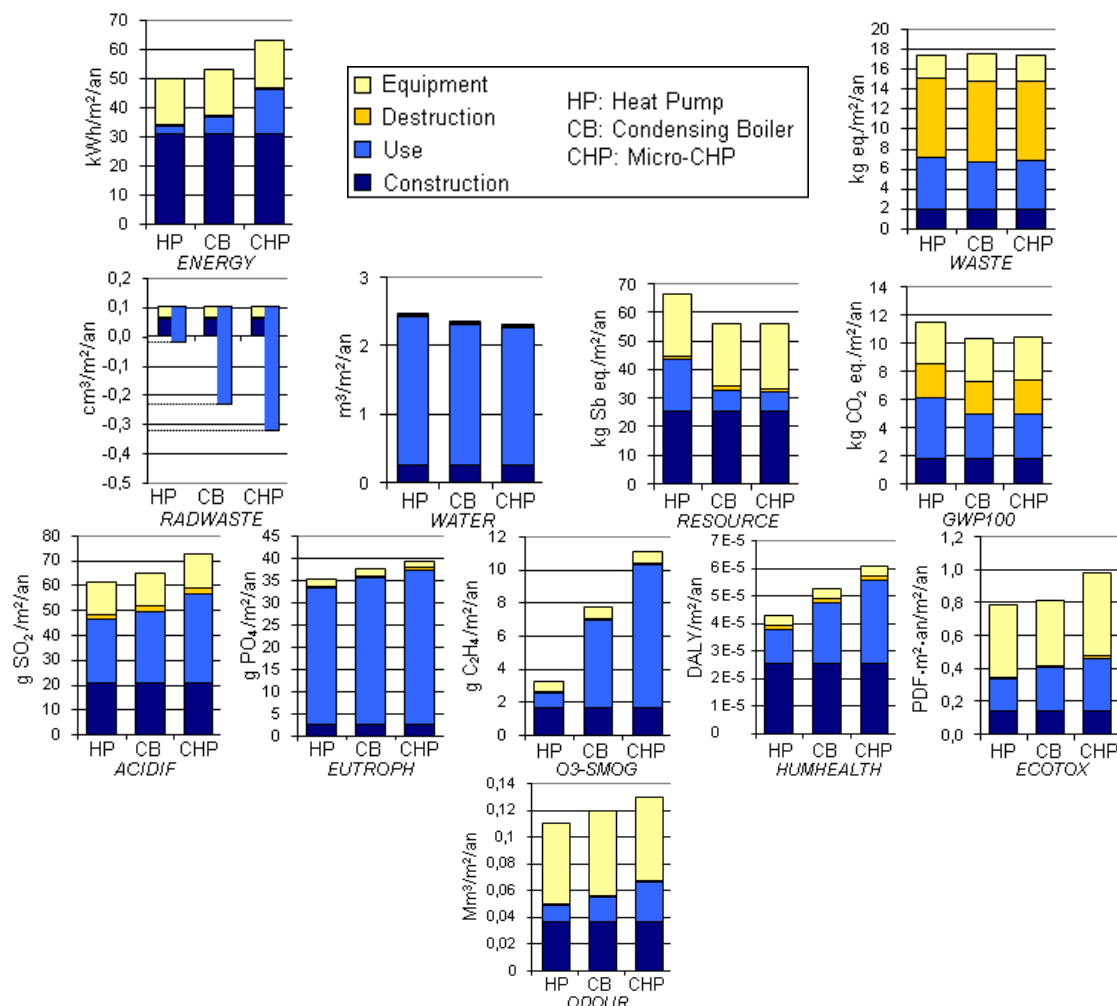 70
60
50
40
30
20
10
0
kWh/m²/an
HP CB CHP
ENERGY
Equipment
Destruction
Use
Construction
HP: Heat Pump
CB: Condensing Boiler
CHP: Micro-CHP
20
18
16
14
12
10
8
6
4
2
0
kg eq./m²/an
HP CB CHP
WASTE
0,2
0,1
0,0
-0,1
-0,2
-0,3
-0,4
-0,5
cm³/m²/an
HP CB CHP
RADWASTE
3
2
1
0
m³/m²/an
HP CB CHP
WATER
70
60
50
40
30
20
10
0
kg Sb eq./m²/an
HP CB CHP
RESOURCE
14
12
10
8
6
4
2
0
kg CO₂ eq./m²/an
HP CB CHP
GWP100
80
70
60
50
40
30
20
10
0
g SO₂/m²/an
HP CB CHP
ACIDIF
45
40
35
30
25
20
15
10
5
0
g PO₄/m²/an
HP CB CHP
EUTROPH
12
10
8
6
4
2
0
g C₂H₄/m²/an
HP CB CHP
O3-SMOG
7E-5
6E-5
5E-5
4E-5
3E-5
2E-5
1E-5
0
DALY/m²/an
HP CB CHP
HUMHEALTH
1,2
1,0
0,8
0,6
0,4
0,2
0,0
PDF·m²·an/m²/an
HP CB CHP
ECOTOX
0,14
0,12
0,1
0,08
0,06
0,04
0,02
0
Mm³/m²/an
HP CB CHP
ODOUR